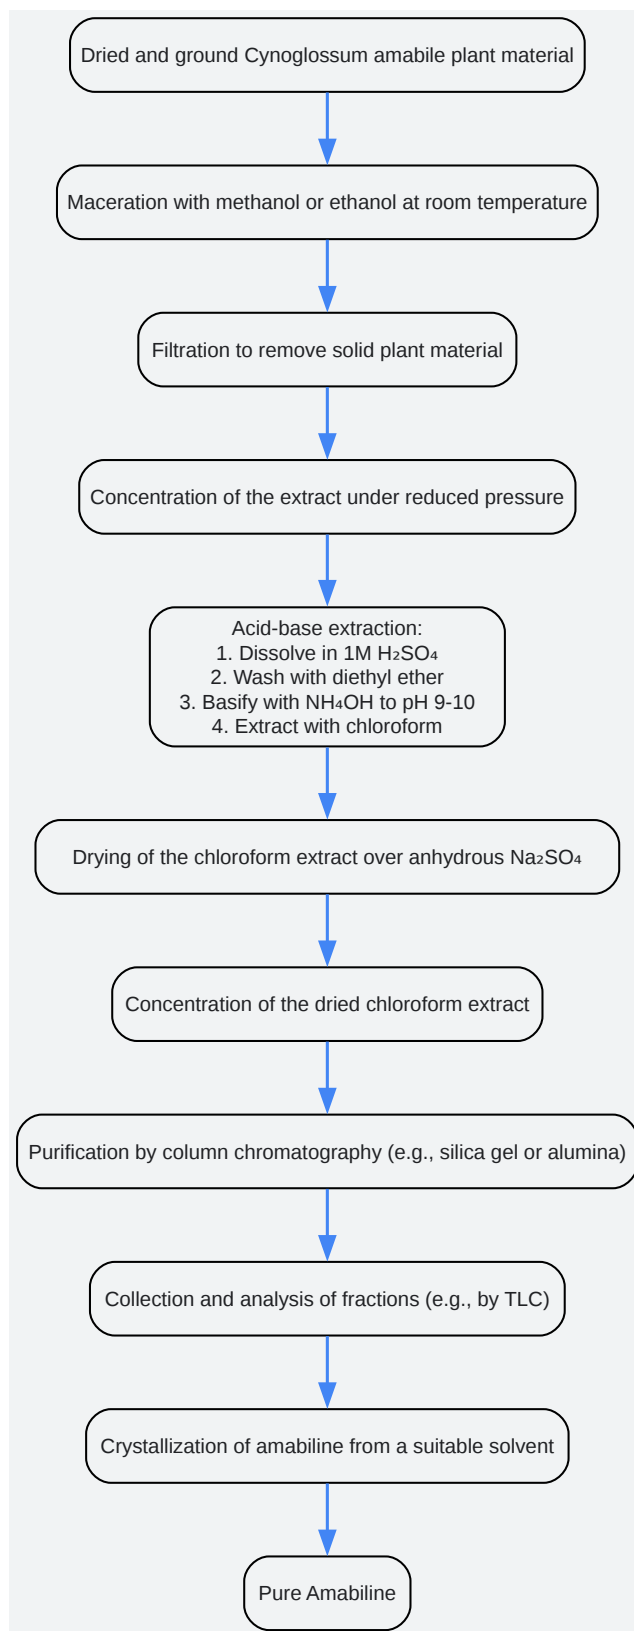 Dried and ground Cynoglossum amabile plant material
Maceration with methanol or ethanol at room temperature
Filtration to remove solid plant material
Concentration of the extract under reduced pressure
Acid-base extraction:
1. Dissolve in 1M H₂SO₄
2. Wash with diethyl ether
3. Basify with NH₄OH to pH 9-10
4. Extract with chloroform
Drying of the chloroform extract over anhydrous Na₂SO₄
Concentration of the dried chloroform extract
Purification by column chromatography (e.g., silica gel or alumina)
Collection and analysis of fractions (e.g., by TLC)
Crystallization of amabiline from a suitable solvent
Pure Amabiline